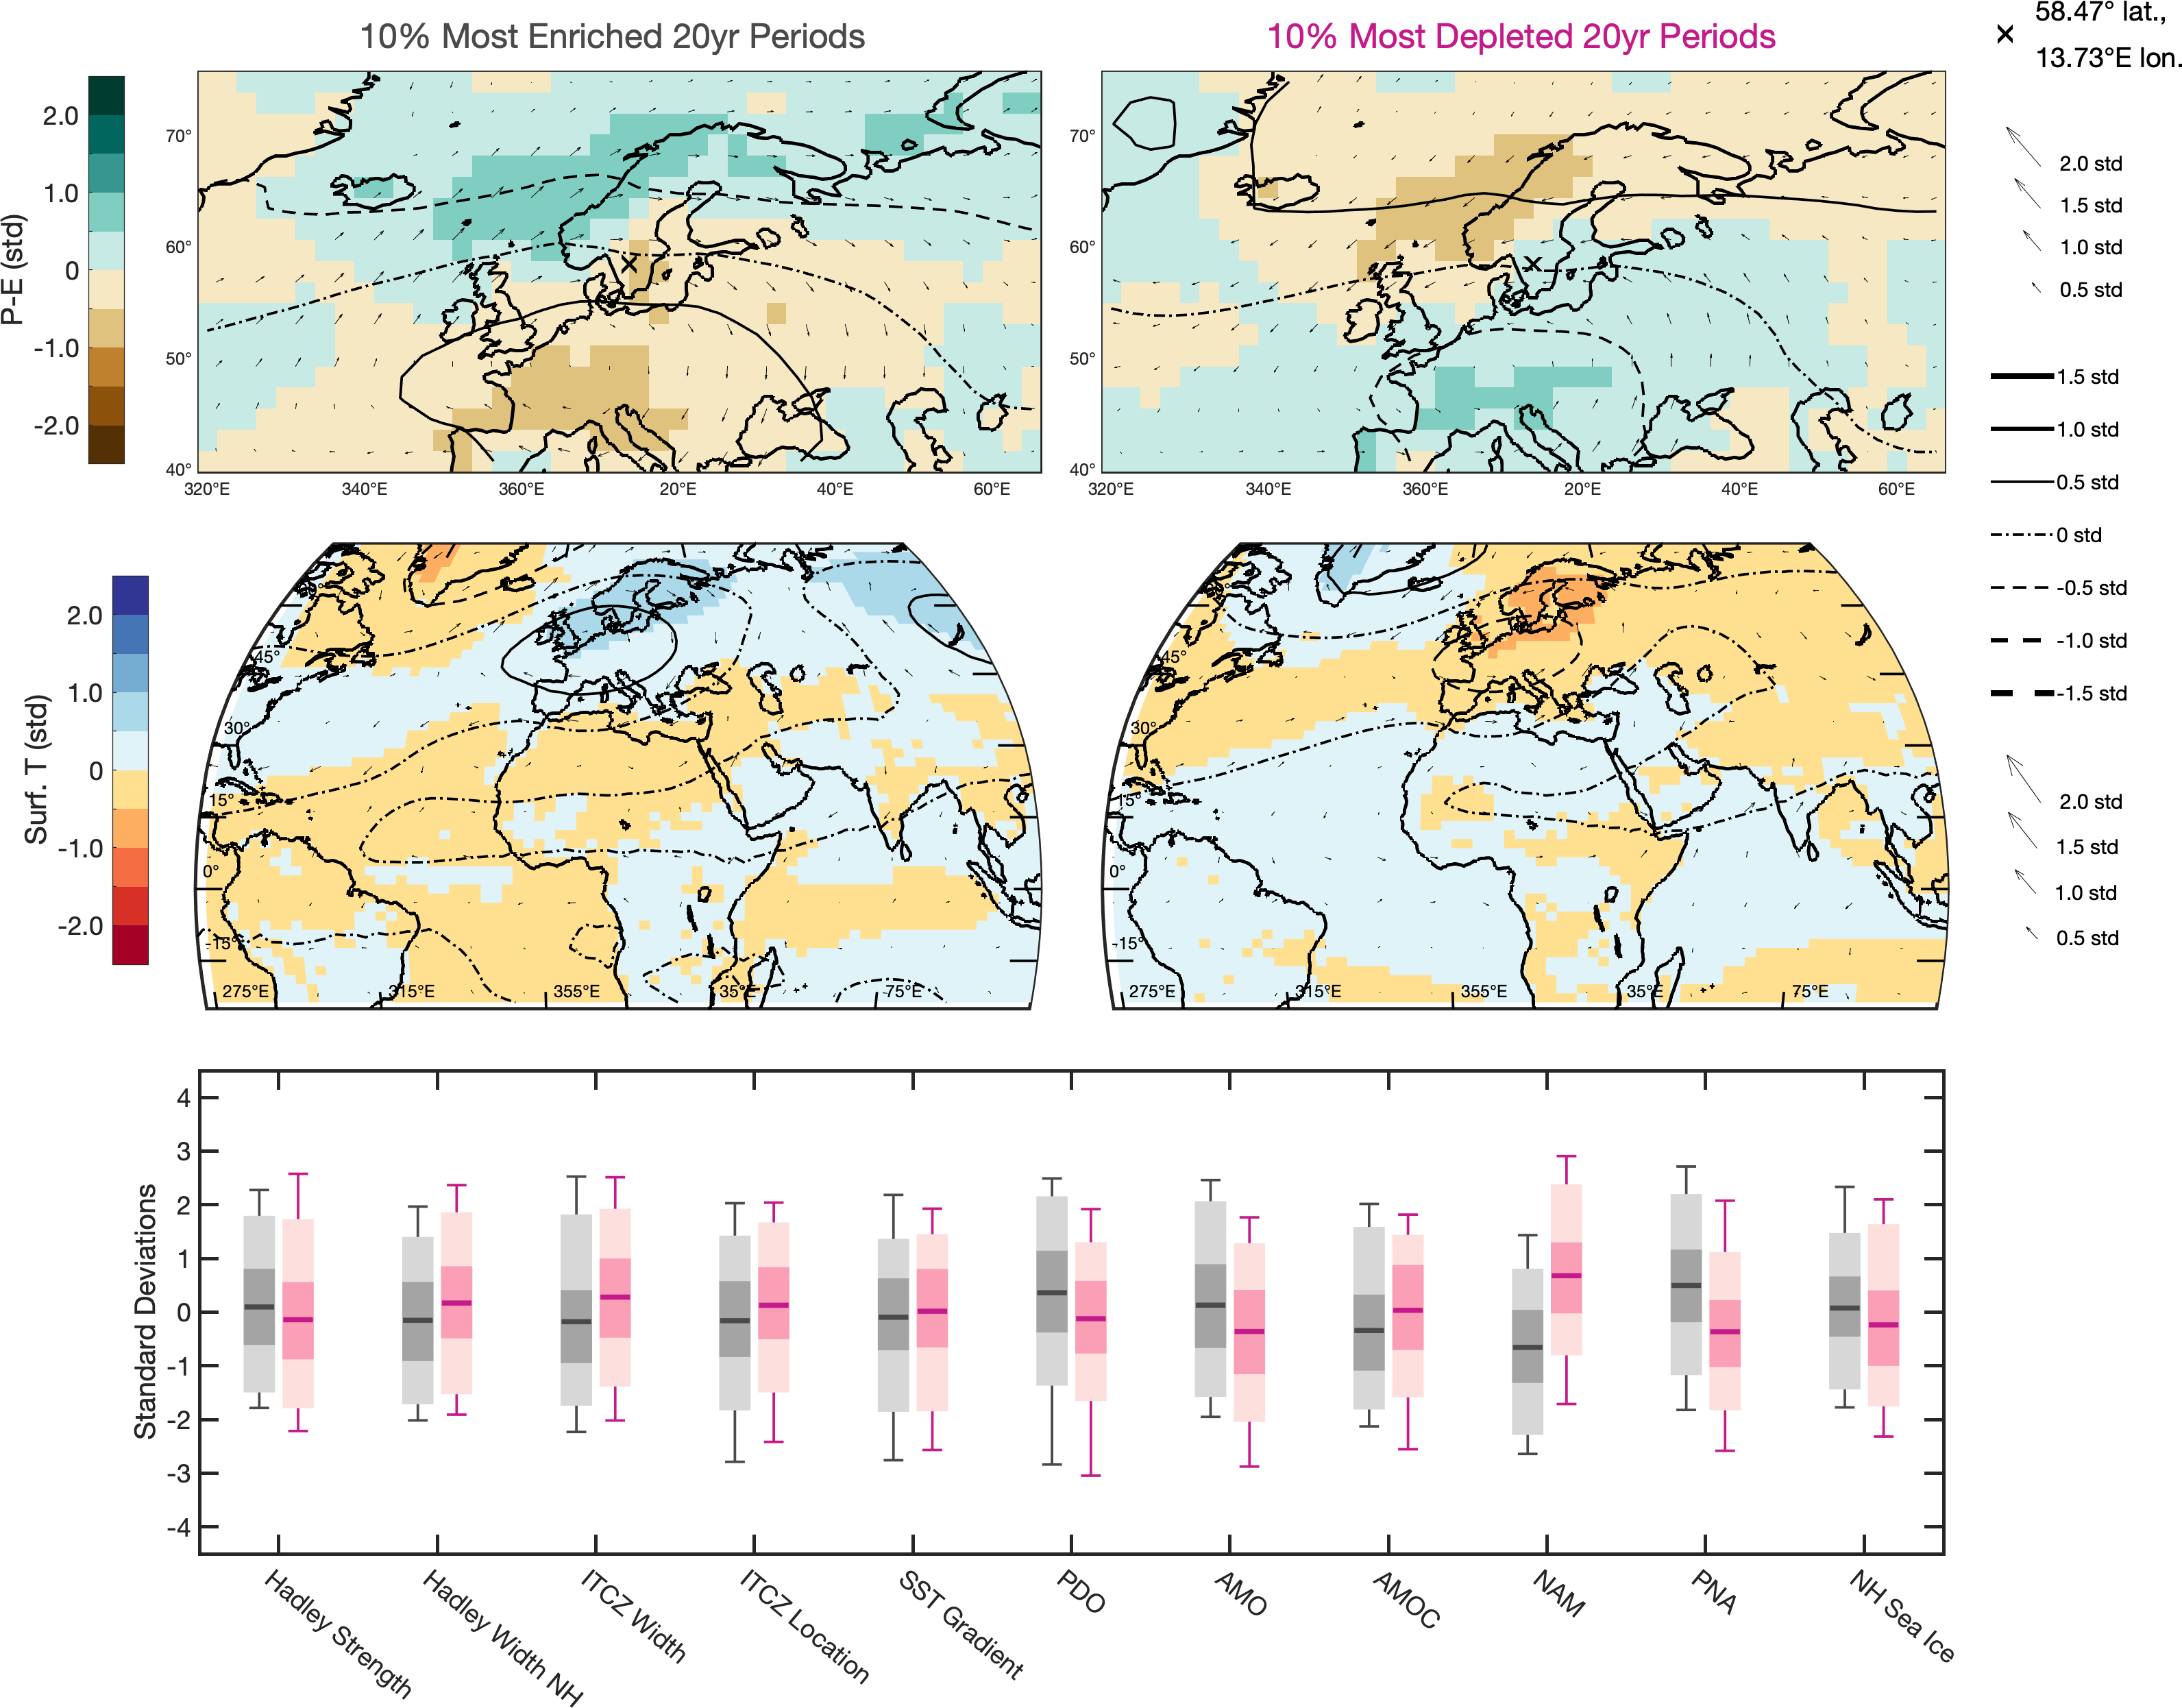 10% Most Enriched 20yr Periods
10% Most Depleted 20yr Periods
58.47° lat.,
13.73°E lon.
P-E (std)
2.0
1.0
0
-1.0
-2.0
70°
60°
50°
40°
320°E 340°E 360°E 20°E 40°E 60°E
70°
60°
50°
40°
320°E 340°E 360°E 20°E 40°E 60°E
2.0 std
1.5 std
1.0 std
0.5 std
1.5 std
1.0 std
0.5 std
0 std
-0.5 std
-1.0 std
-1.5 std
Surf. T (std)
2.0
1.0
0
-1.0
-2.0
45°
30°
15°
0°
-15°
275°E 315°E 355°E 35°E 75°E
45°
30°
15°
0°
-15°
275°E 315°E 355°E 35°E 75°E
2.0 std
1.5 std
1.0 std
0.5 std
Standard Deviations
4
3
2
1
0
-1
-2
-3
-4
Hadley Strength
Hadley Width NH
ITCZ Width
ITCZ Location
SST Gradient
PDO
AMO
AMOC
NAM
PNA
NH Sea Ice